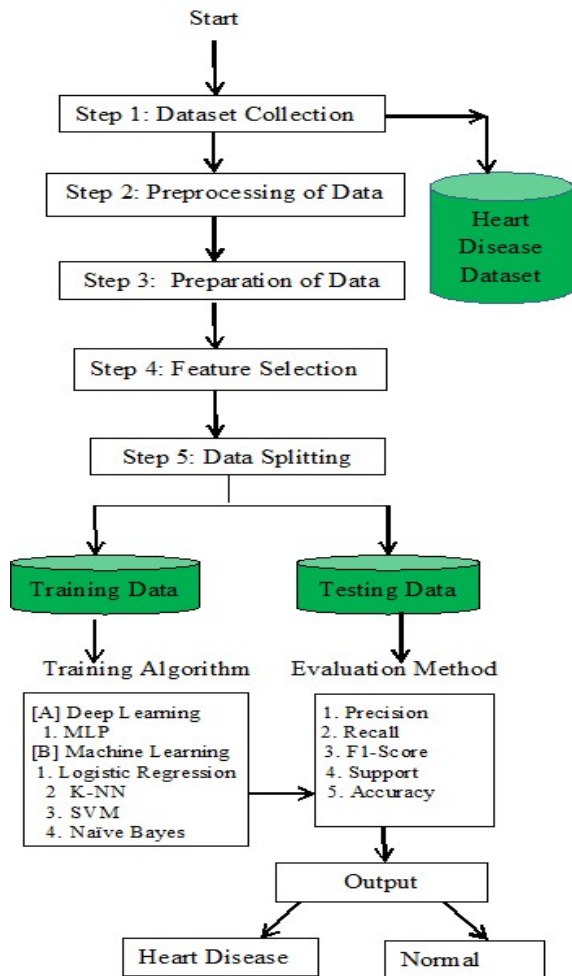 Start
Step 1: Dataset Collection
Step 2: Preprocessing of Data
Heart
Disease
Dataset
Step 3: Preparation of Data
Step 4: Feature Selection
Step 5: Data Splitting
Training Data
Testing Data
Training Algorithm
[A] Deep Learning
1. MLP
[B] Machine Learning
1. Logistic Regression
2 K-NN
3. SVM
4. Naïve Bayes
Evaluation Method
1. Precision
2. Recall
3. F1-Score
4. Support
5. Accuracy
Output
Heart Disease
Normal